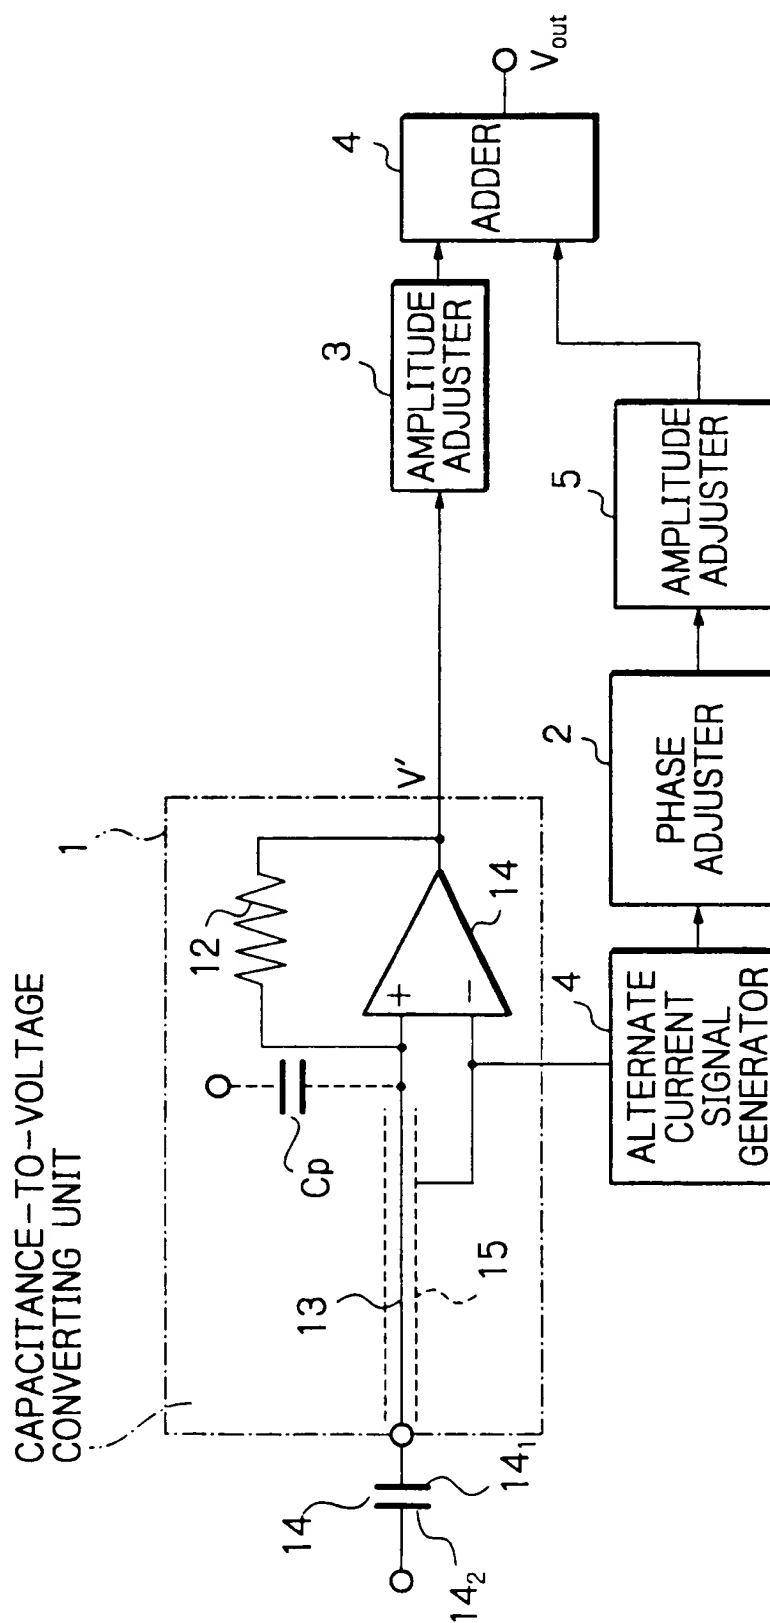 CAPACITANCE-TO-VOLTAGE
CONVERTING UNIT
1
12
Cp
13
15
14
+
−
14
14₁
14₂
V'
3
AMPLITUDE
ADJUSTER
4
ADDER
Vout
4
ALTERNATE
CURRENT
SIGNAL
GENERATOR
2
PHASE
ADJUSTER
5
AMPLITUDE
ADJUSTER